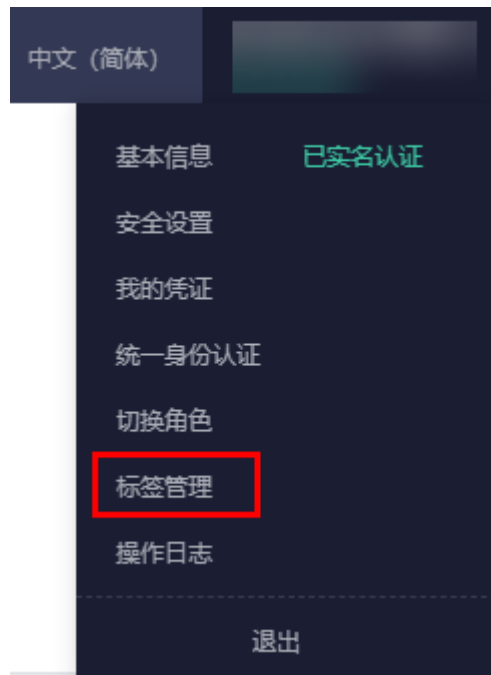 中文（简体）
基本信息 已实名认证
安全设置
我的凭证
统一身份认证
切换角色
标签管理
操作日志
退出